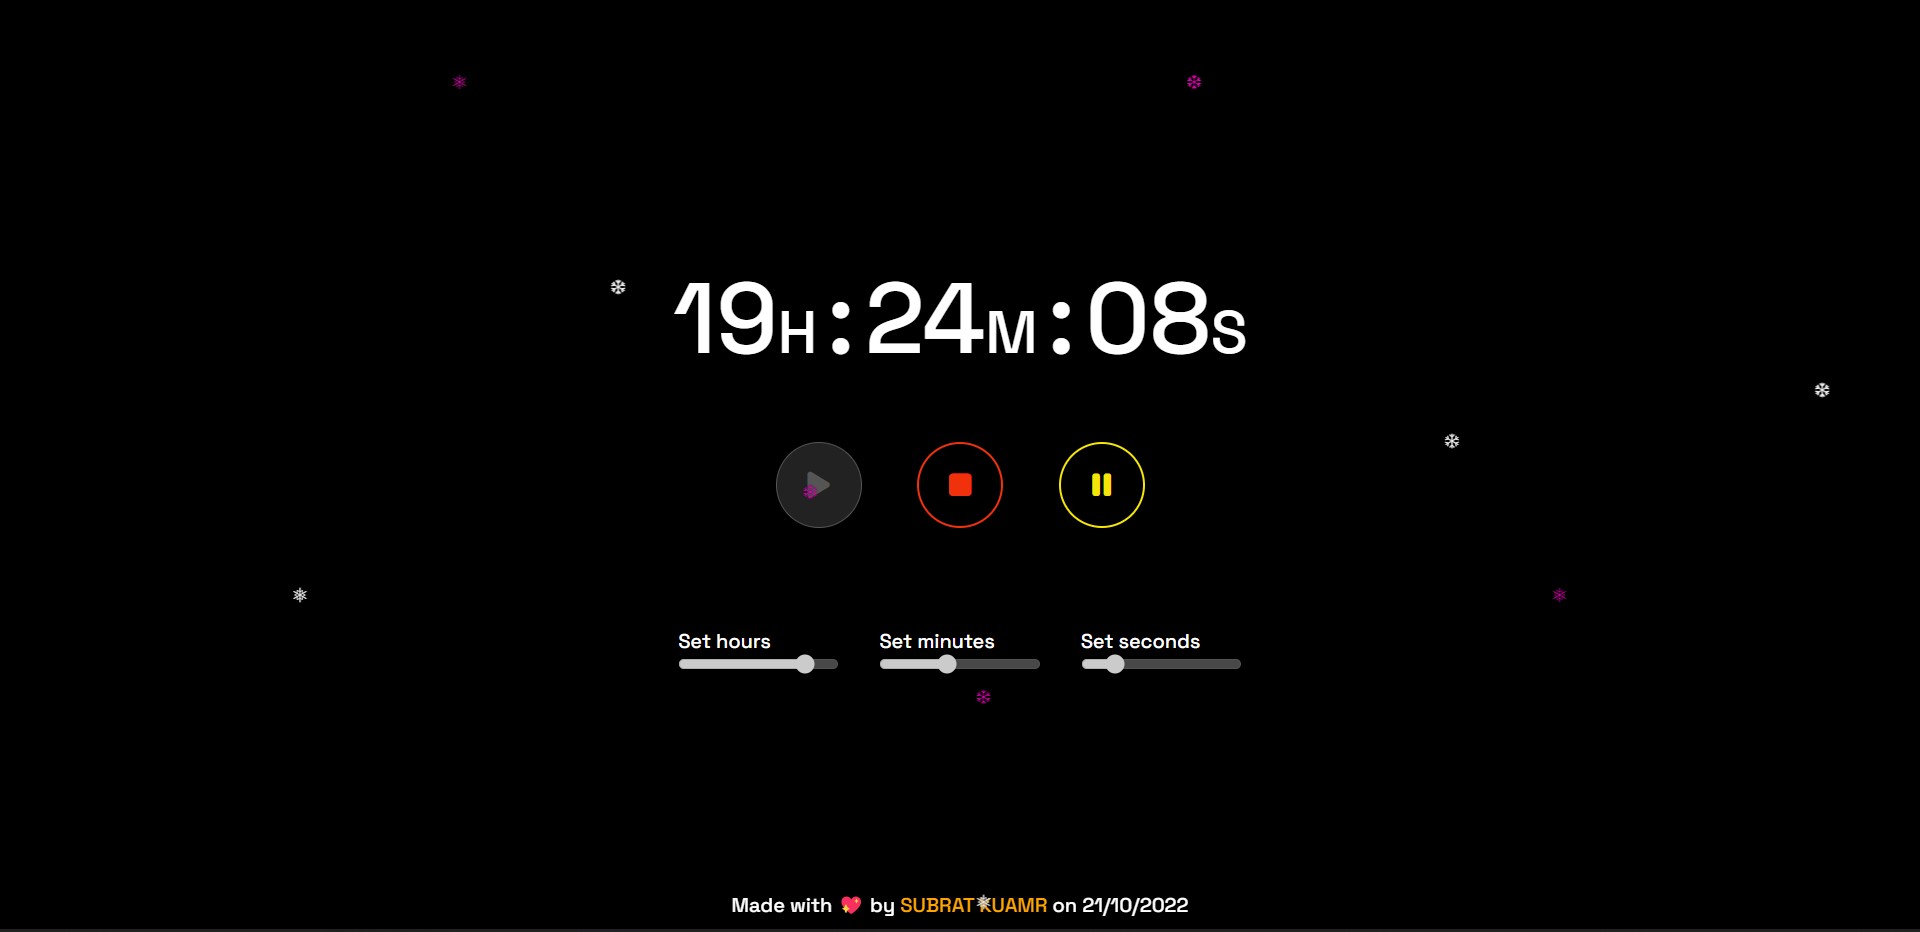 19H:24M:08S
Set hours Set minutes Set seconds
Made with 💖 by SUBRAT KUAMR on 21/10/2022